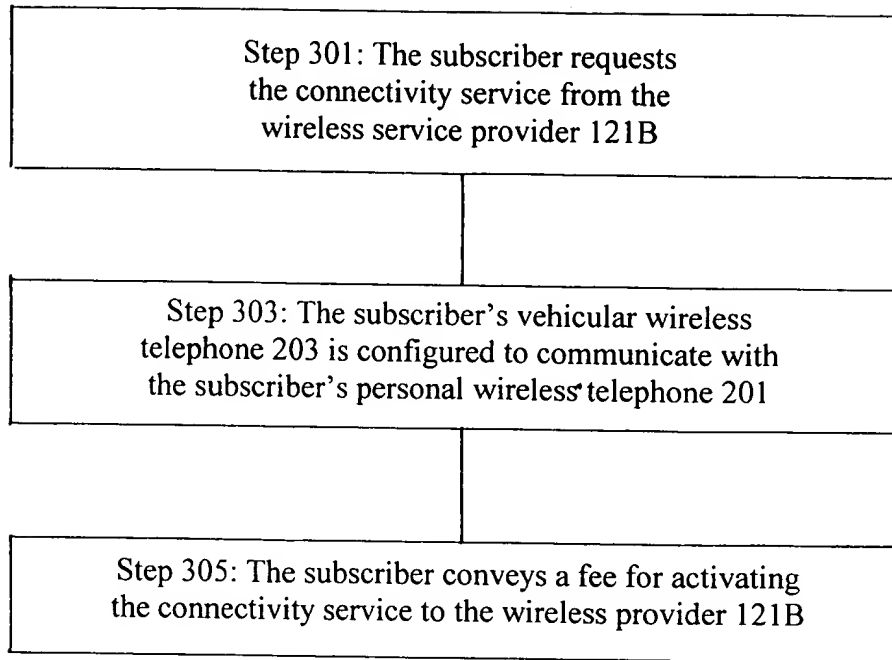 Step 301: The subscriber requests
the connectivity service from the
wireless service provider 121B
Step 303: The subscriber's vehicular wireless
telephone 203 is configured to communicate with
the subscriber's personal wireless telephone 201
Step 305: The subscriber conveys a fee for activating
the connectivity service to the wireless provider 121B